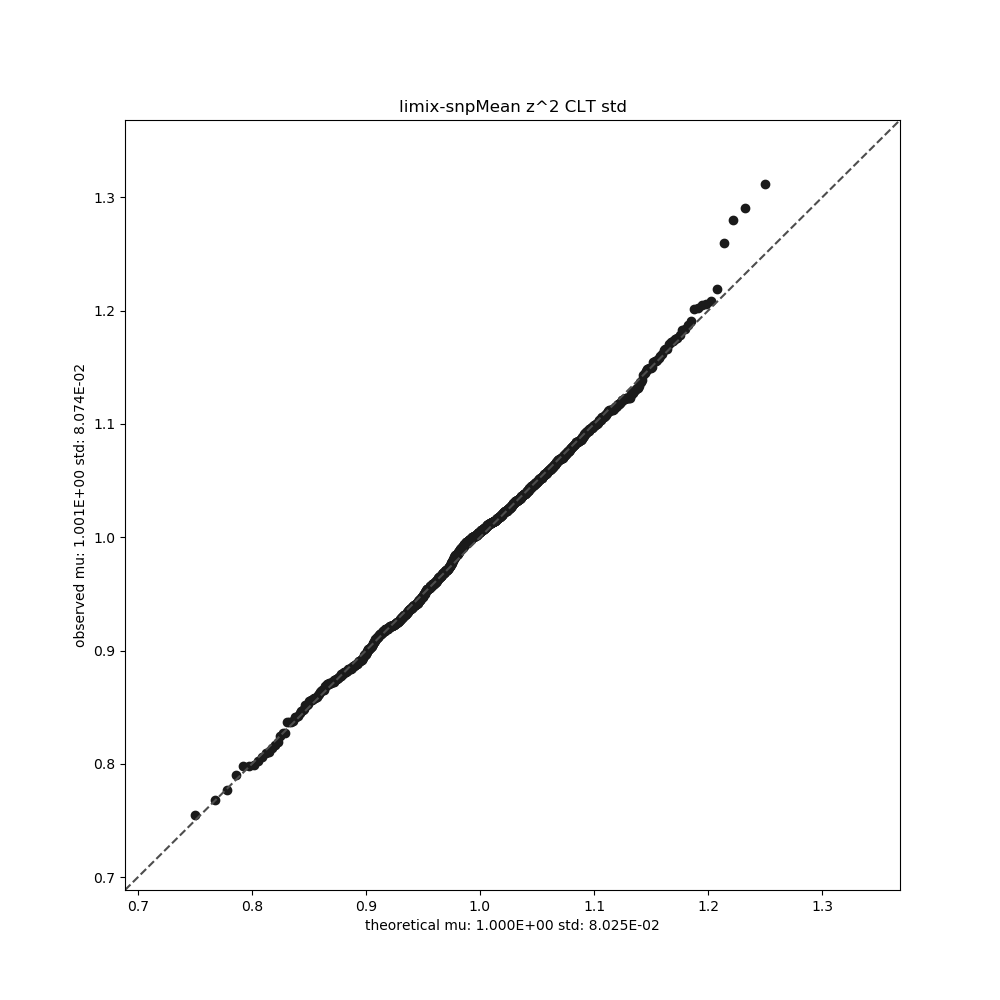 limix-snpMean z^2 CLT std
observed mu: 1.001E+00 std: 8.074E-02
1.3
1.2
1.1
1.0
0.9
0.8
0.7
0.7 0.8 0.9 1.0 1.1 1.2 1.3
theoretical mu: 1.000E+00 std: 8.025E-02